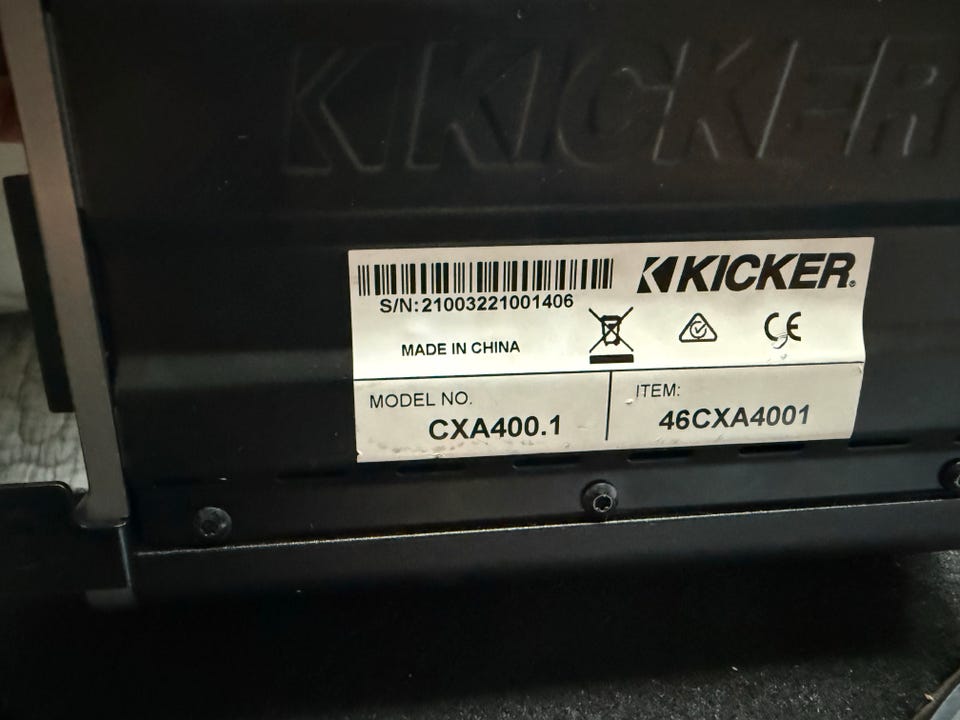 KICKER
KICKER®
S/N:21003221001406
MADE IN CHINA
CE
MODEL NO.
CXA400.1
ITEM:
46CXA4001